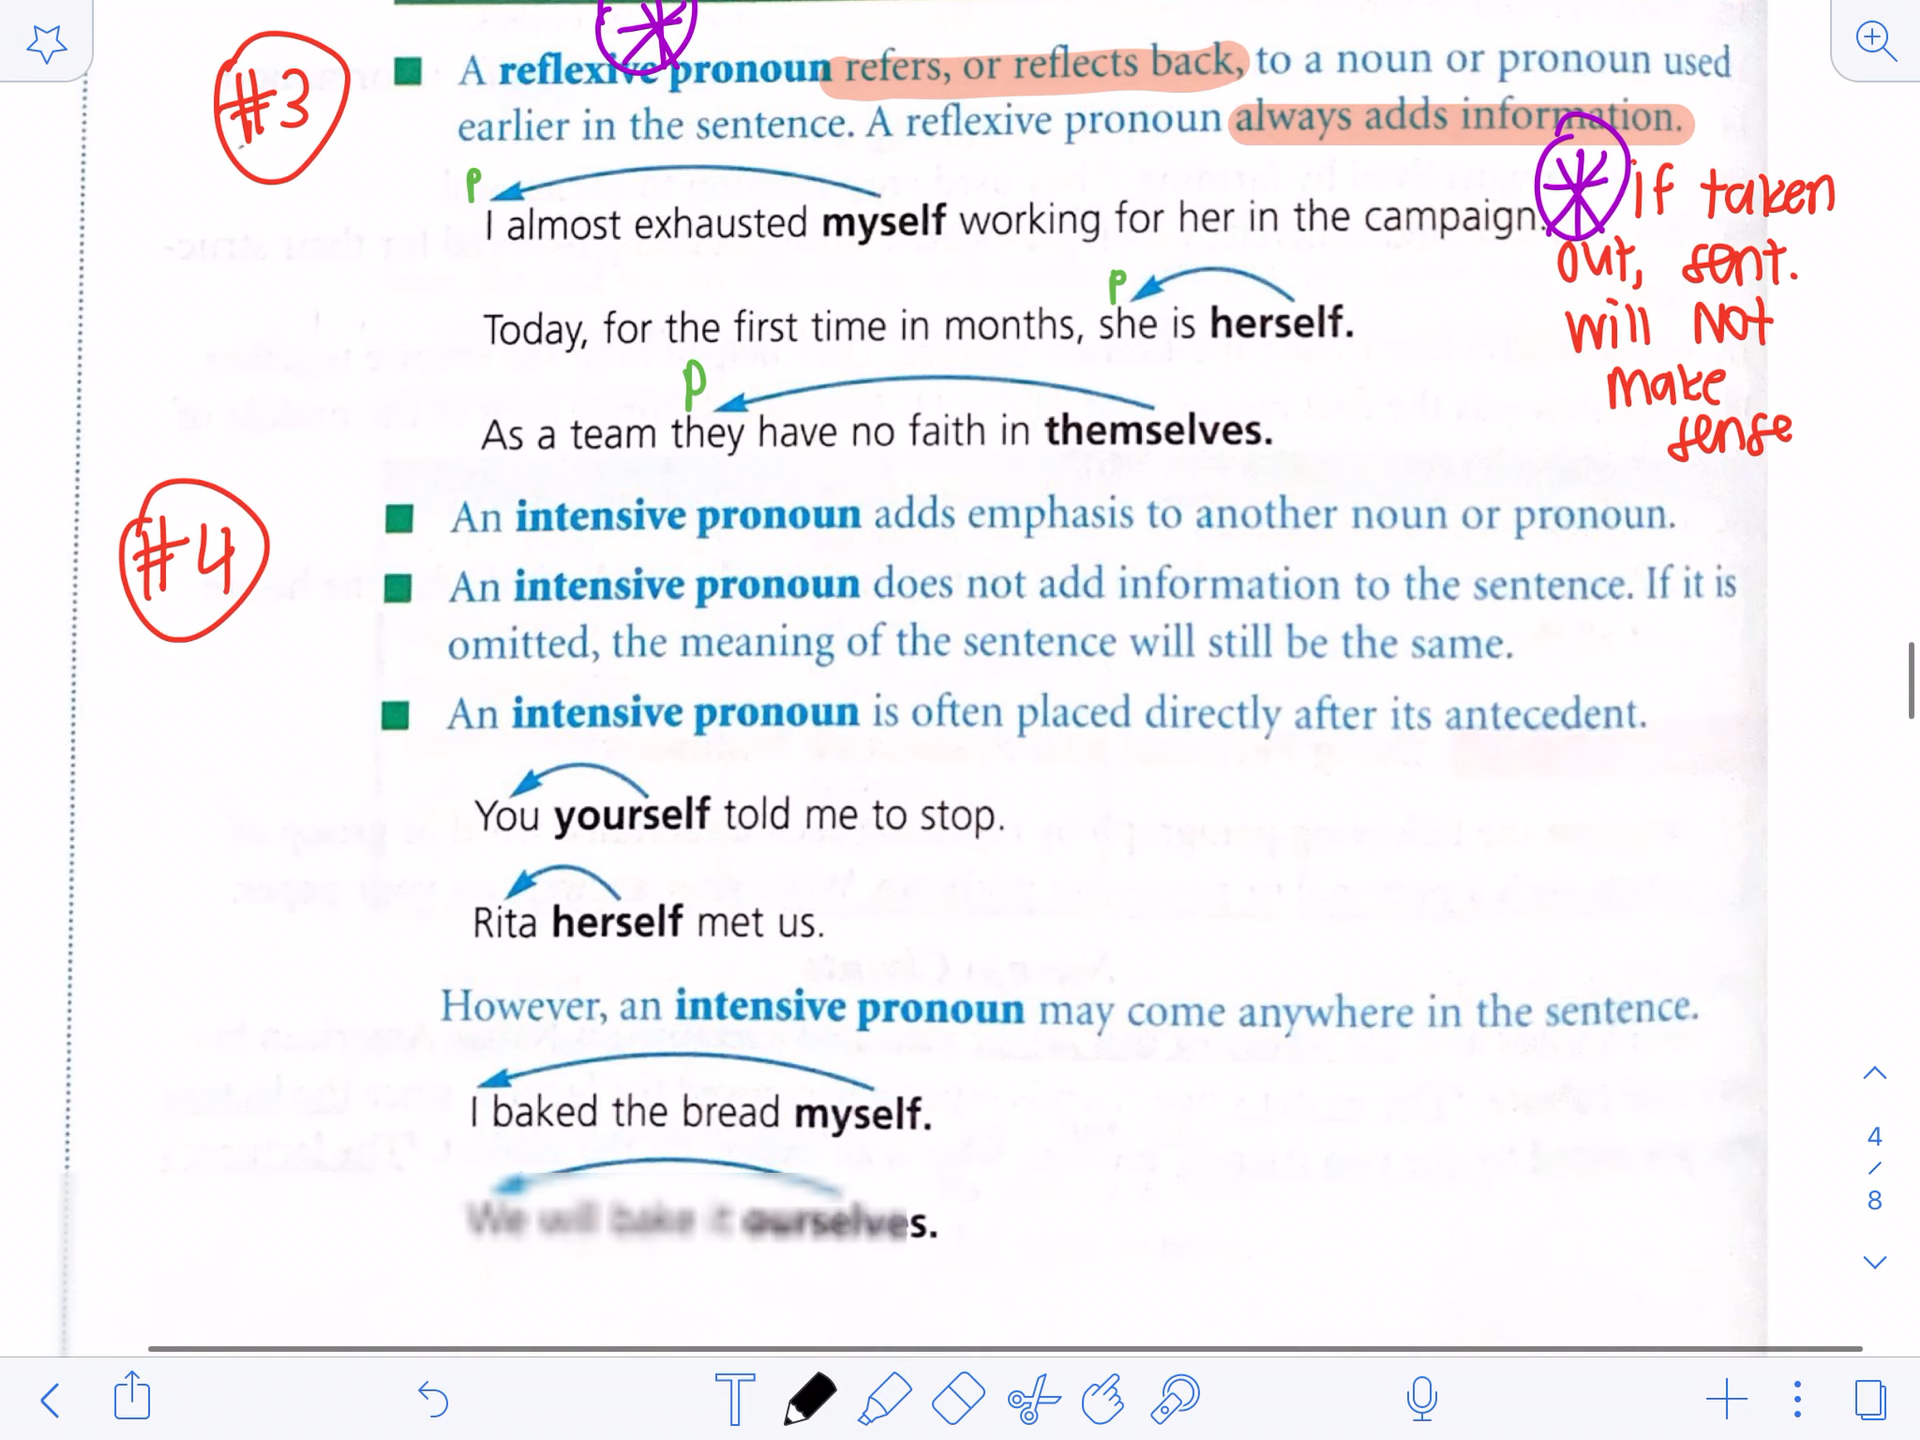 #3
A reflexive pronoun refers, or reflects back, to a noun or pronoun used
earlier in the sentence. A reflexive pronoun always adds information.
P
I almost exhausted myself working for her in the campaign.
if taken
out, sent.
will NOT
make
sense
P
Today, for the first time in months, she is herself.
P
As a team they have no faith in themselves.
#4
An intensive pronoun adds emphasis to another noun or pronoun.
An intensive pronoun does not add information to the sentence. If it is
omitted, the meaning of the sentence will still be the same.
An intensive pronoun is often placed directly after its antecedent.
You yourself told me to stop.
Rita herself met us.
However, an intensive pronoun may come anywhere in the sentence.
I baked the bread myself.
We will bake it ourselves.
4
/
8
T